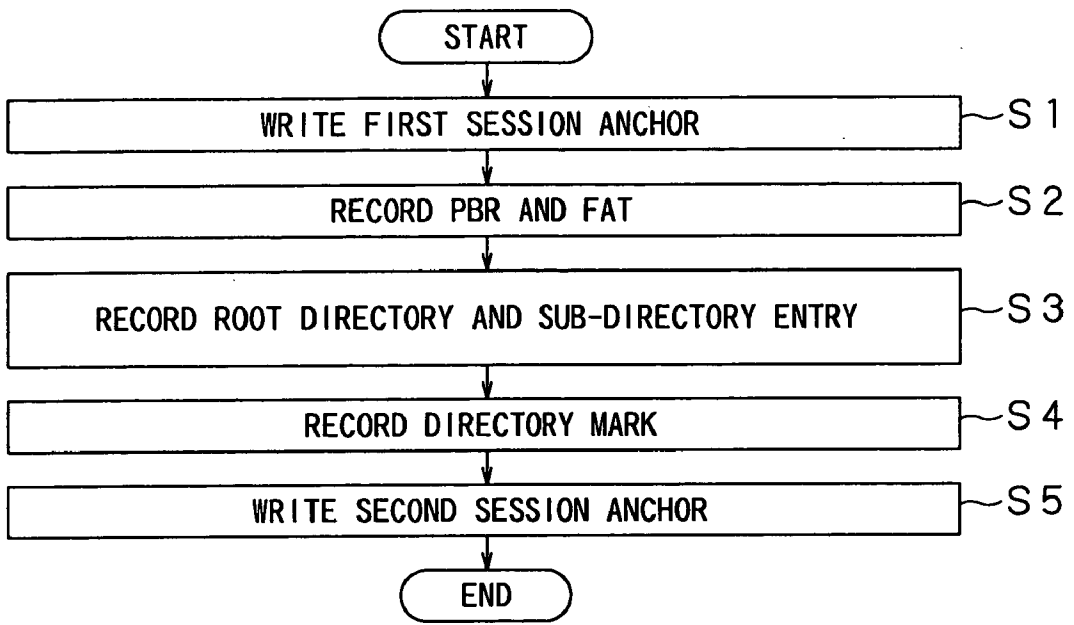 START
WRITE FIRST SESSION ANCHOR
S1
RECORD PBR AND FAT
S2
RECORD ROOT DIRECTORY AND SUB-DIRECTORY ENTRY
S3
RECORD DIRECTORY MARK
S4
WRITE SECOND SESSION ANCHOR
S5
END